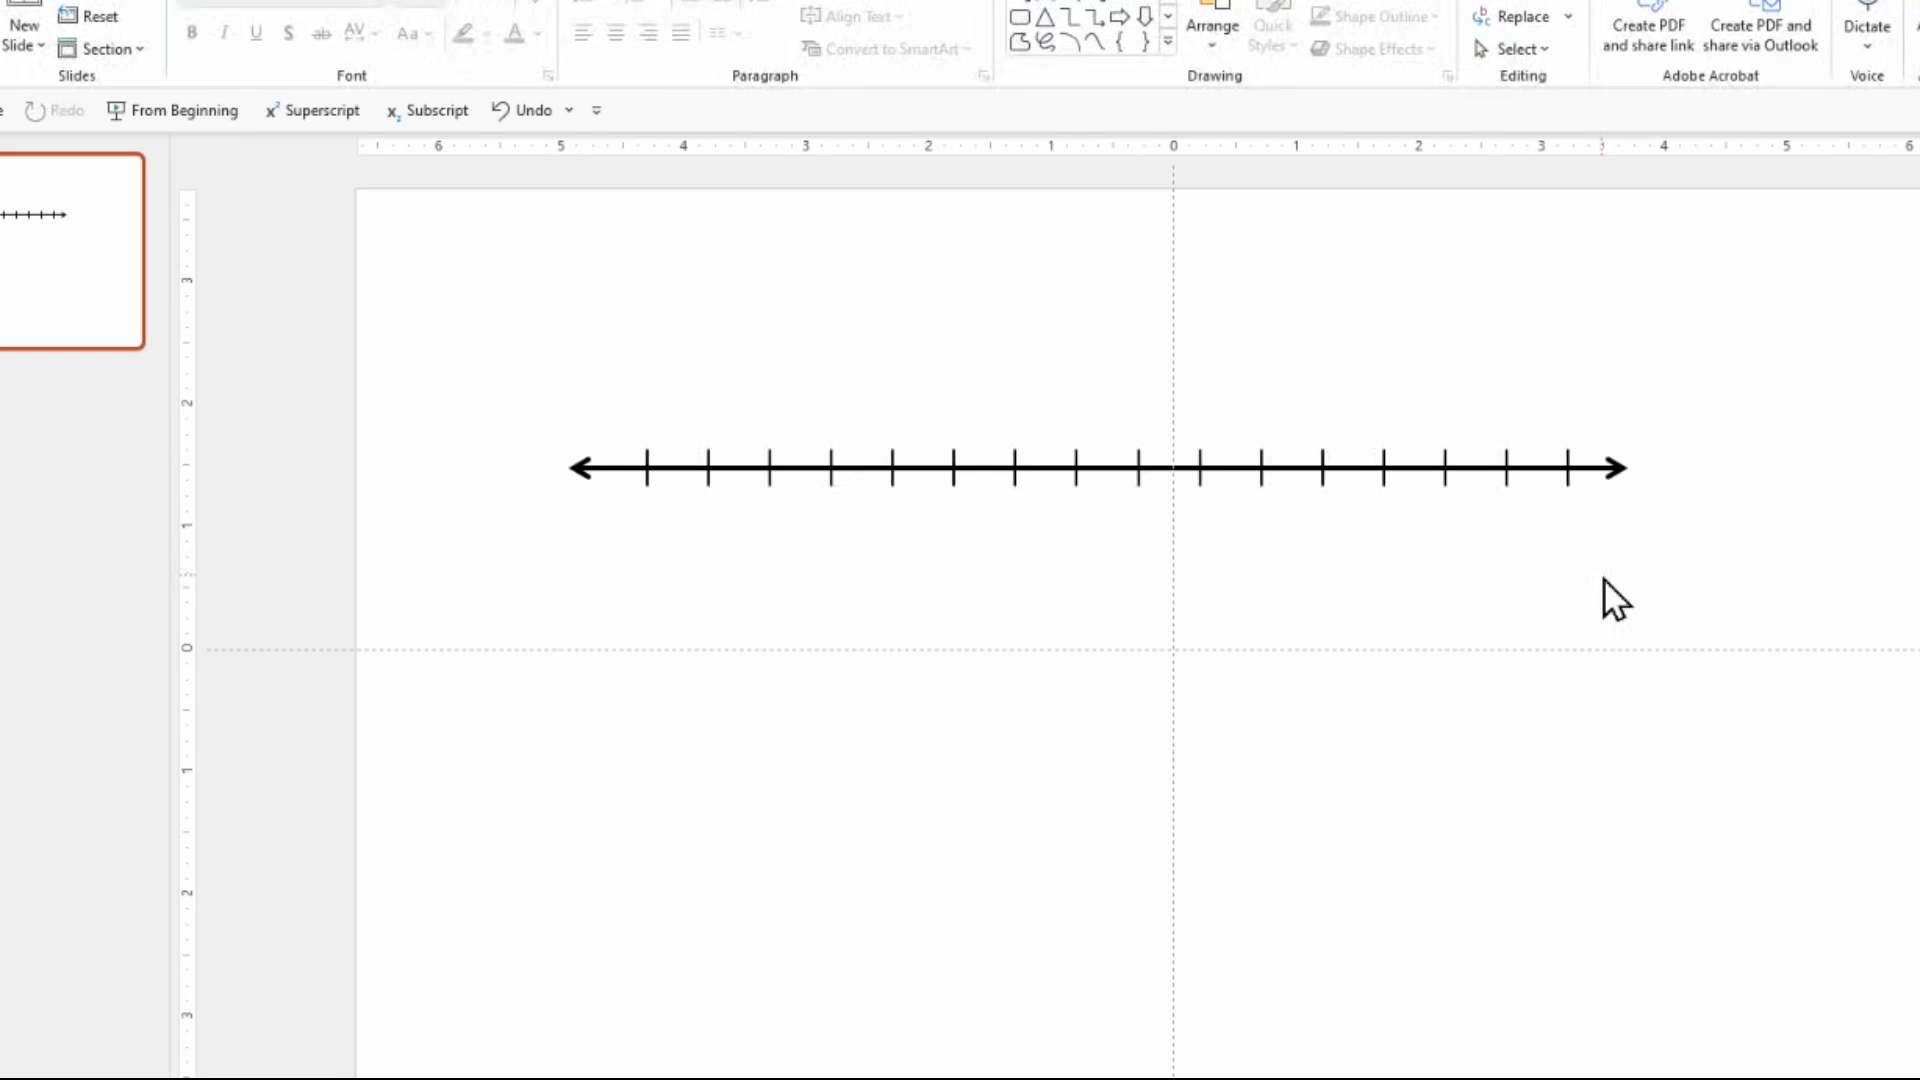 New
Slide
Reset
Section
Slides
B I U S ab AV Aa A
Font
Align Text
Convert to SmartArt
Paragraph
Arrange
Quick
Styles
Shape Outline
Shape Effects
Drawing
Replace
Select
Editing
Create PDF
and share link
Create PDF and
share via Outlook
Adobe Acrobat
Dictate
Voice
Redo
From Beginning
x² Superscript
x₂ Subscript
Undo
6 5 4 3 2 1 0 1 2 3 4 5 6
3
2
1
0
1
2
3